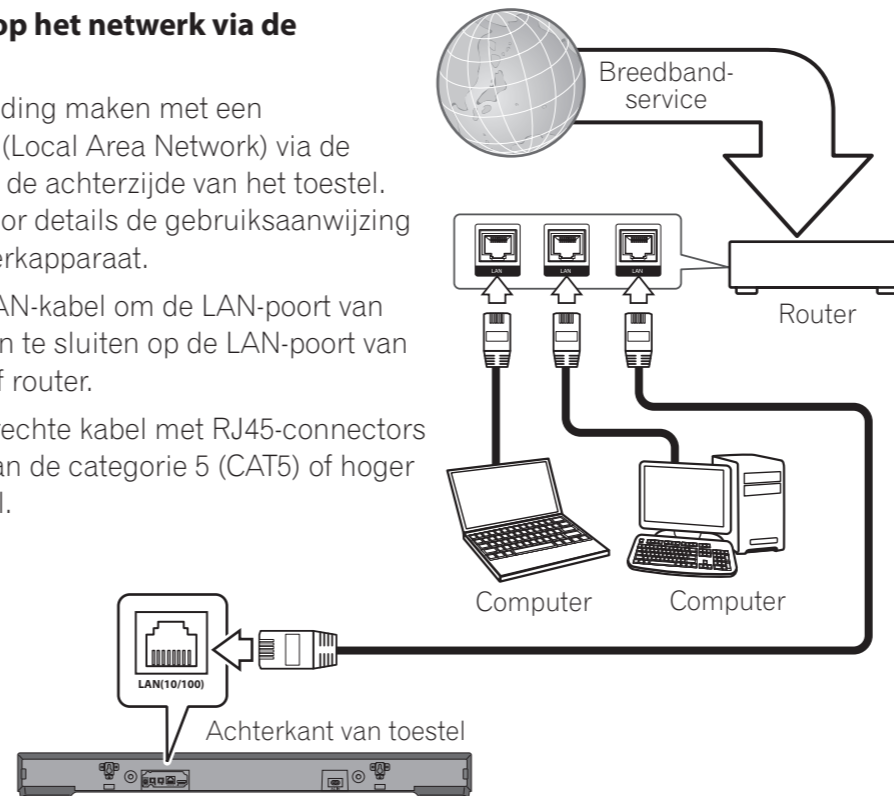 op het netwerk via de
ding maken met een
(Local Area Network) via de
de achterzijde van het toestel.
or details de gebruiksaanwijzing
erkapparaat.
AN-kabel om de LAN-poort van
n te sluiten op de LAN-poort van
f router.
rechte kabel met RJ45-connectors
an de categorie 5 (CAT5) of hoger
l.
Breedband-
service
LAN
LAN
LAN
Router
Computer
Computer
LAN(10/100)
Achterkant van toestel